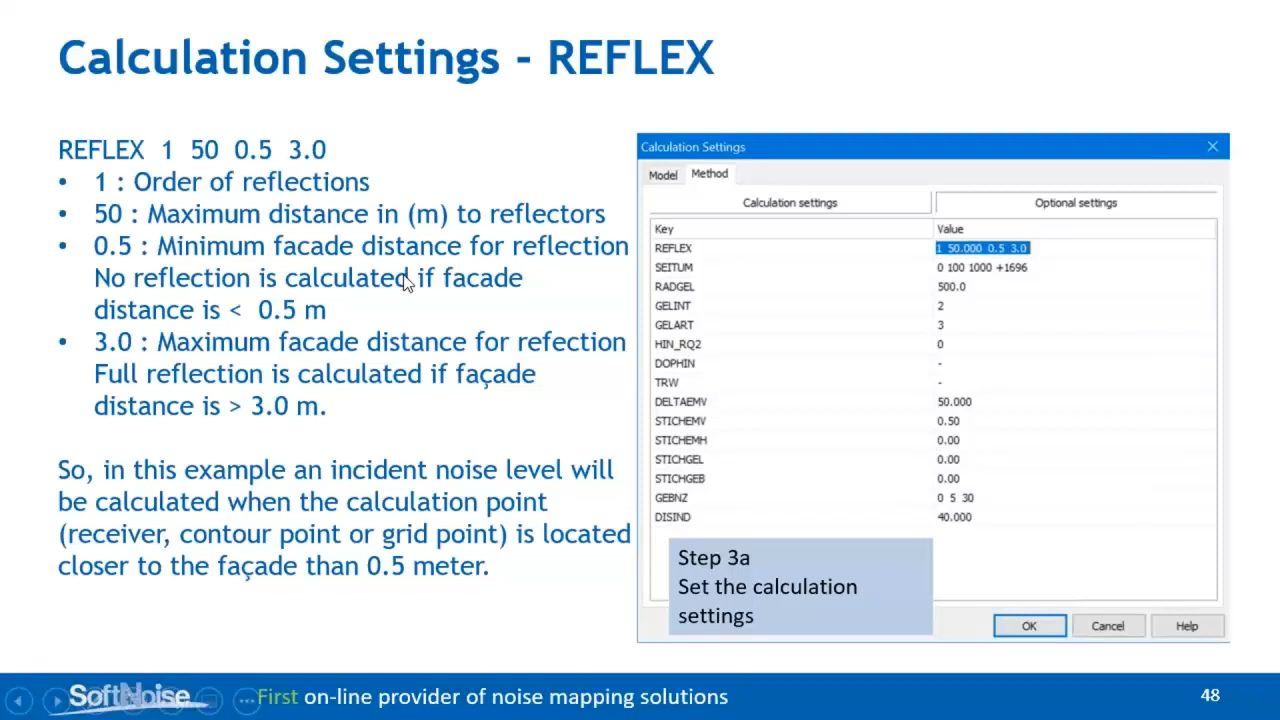 Calculation Settings - REFLEX
REFLEX 1 50 0.5 3.0
• 1 : Order of reflections
• 50 : Maximum distance in (m) to reflectors
• 0.5 : Minimum facade distance for reflection
No reflection is calculated if facade
distance is < 0.5 m
• 3.0 : Maximum facade distance for refection
Full reflection is calculated if façade
distance is > 3.0 m.
So, in this example an incident noise level will
be calculated when the calculation point
(receiver, contour point or grid point) is located
closer to the façade than 0.5 meter.
Calculation Settings
Model Method
Calculation settings Optional settings
Key Value
REFLEX 1 50.000 0.5 3.0
SEITUM 0 100 1000 +1696
RADGEL 500.0
GELINT 2
GELART 3
HIN_RQ2 0
DOPHIN -
TRW -
DELTAEMV 50.000
STICHEMV 0.50
STICHEMH 0.00
STICHGEL 0.00
STICHGEB 0.00
GEBNZ 0 5 30
DISIND 40.000
Step 3a
Set the calculation
settings
OK Cancel Help
SoftNoise First on-line provider of noise mapping solutions 48